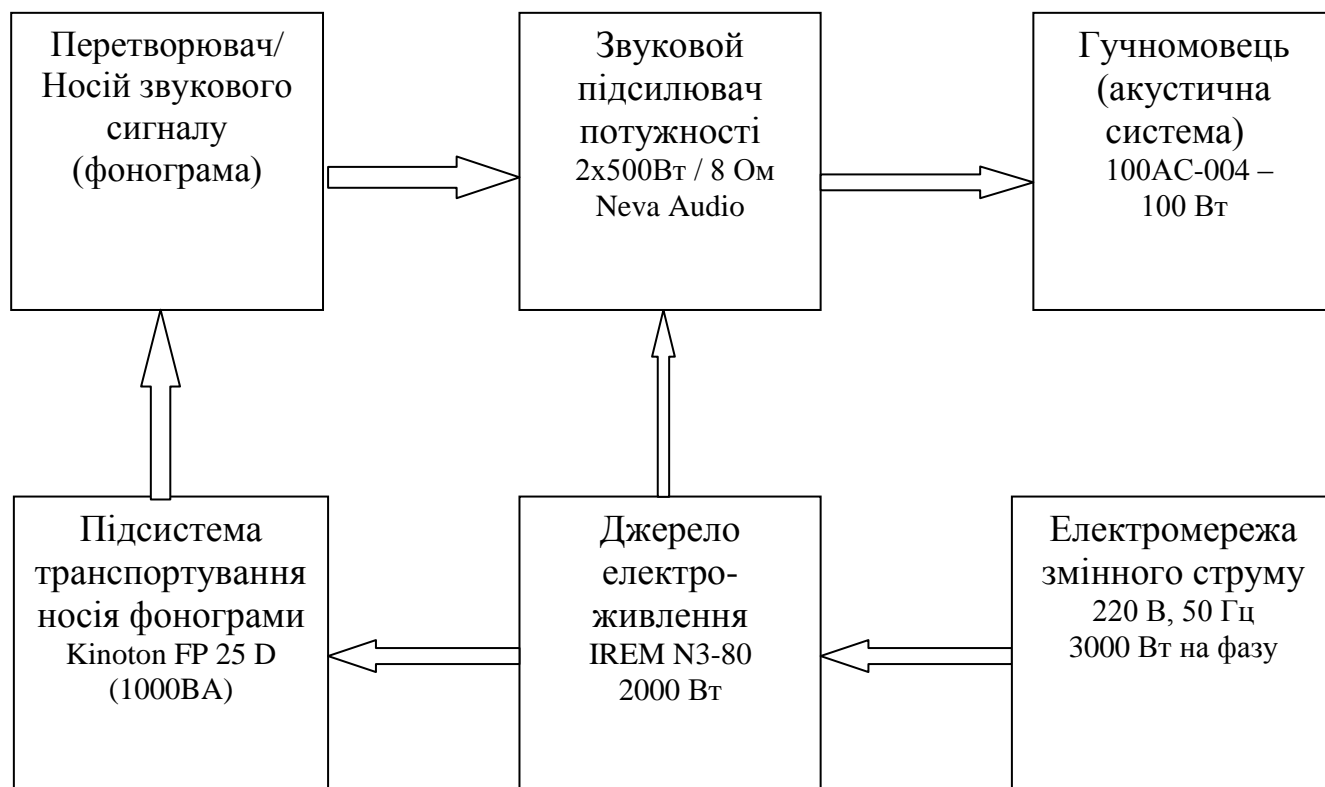 Перетворювач/
Носій звукового
сигналу
(фонограма)
Звуковой
підсилювач
потужності
2х500Вт / 8 Ом
Neva Audio
Гучномовець
(акустична
система)
100АС-004 –
100 Вт
Підсистема
транспортування
носія фонограми
Kinoton FP 25 D
(1000ВА)
Джерело
електро-
живлення
IREM N3-80
2000 Вт
Електромережа
змінного струму
220 В, 50 Гц
3000 Вт на фазу